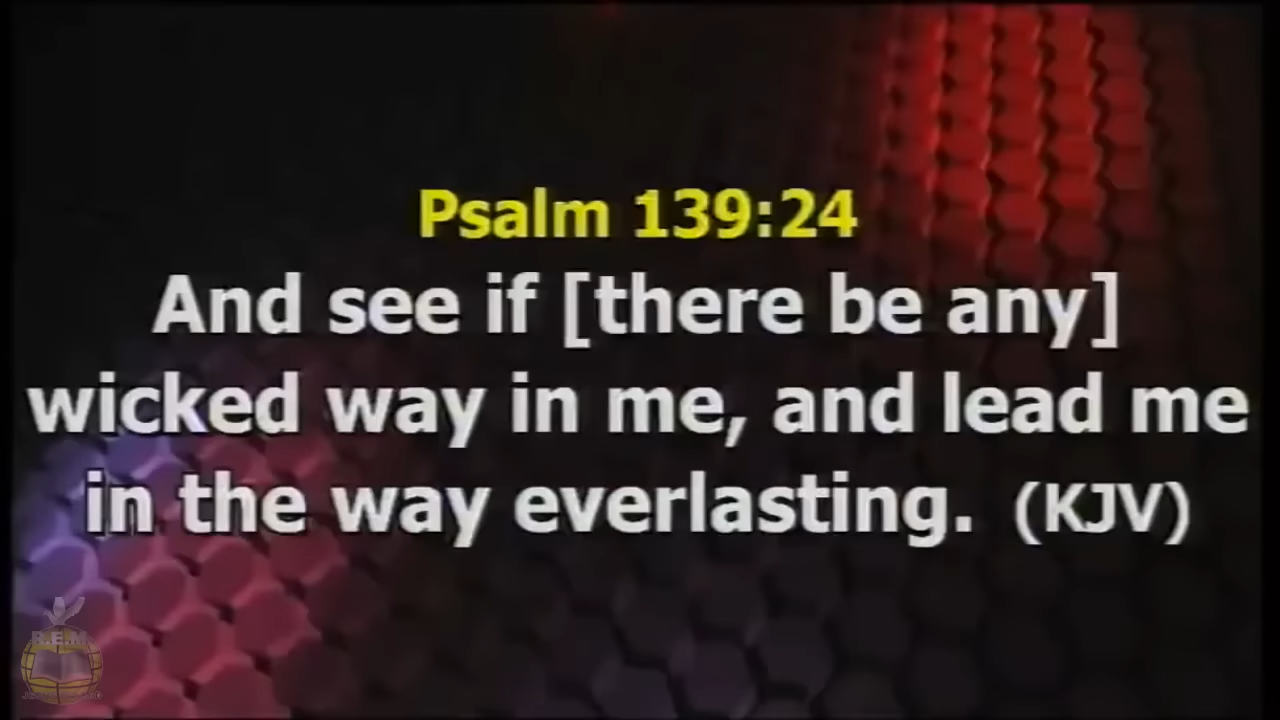 Psalm 139:24
And see if [there be any]
wicked way in me, and lead me
in the way everlasting. (KJV)
R.E.M.